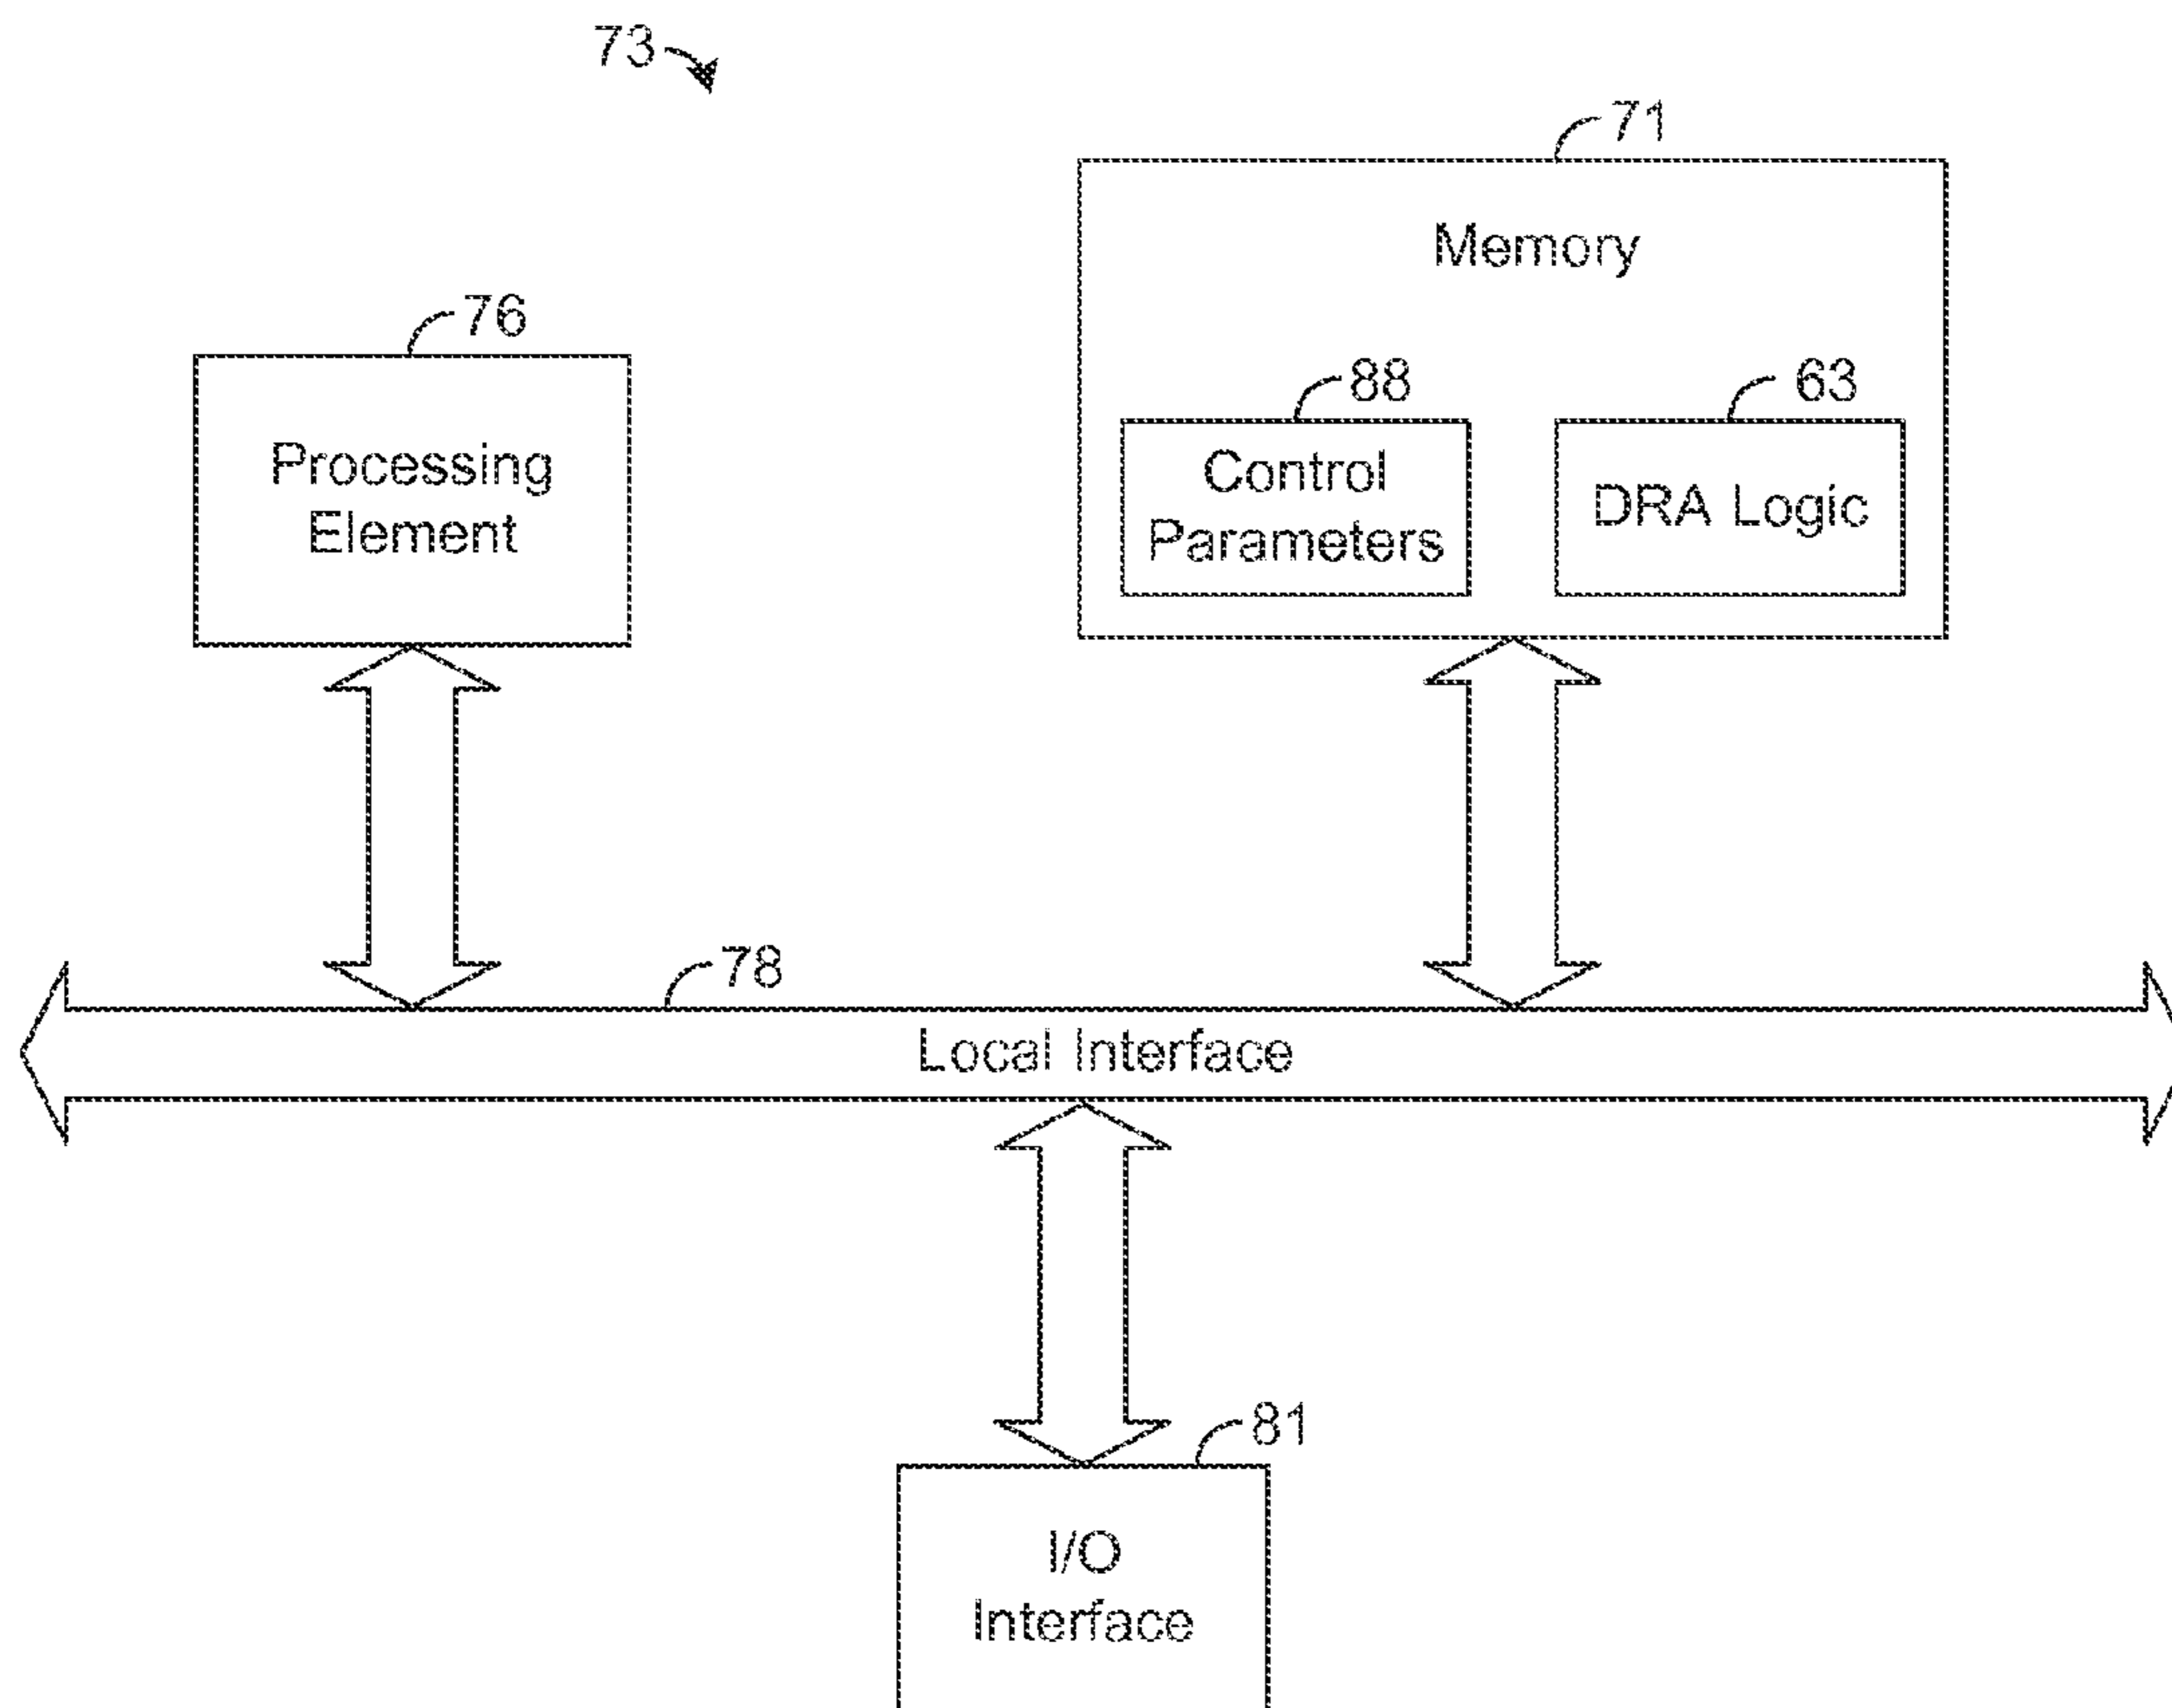 73
71
Memory
76
88
63
Processing
Element
Control
Parameters
DRA Logic
78
Local Interface
81
I/O
Interface